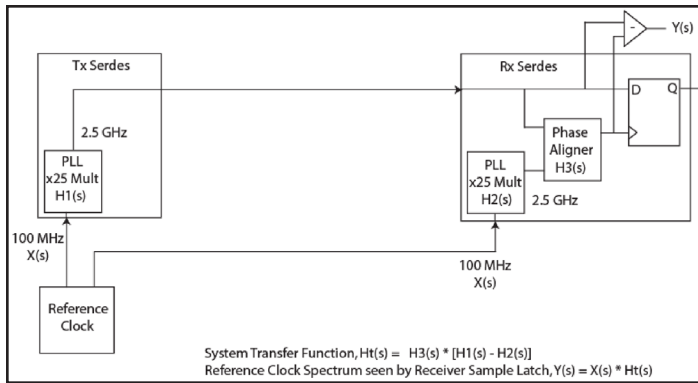 Tx Serdes
2.5 GHz
PLL
x25 Mult
H1(s)
100 MHz
X(s)
Reference
Clock
Rx Serdes
- Y(s)
D Q
Phase
Aligner
H3(s)
PLL
x25 Mult
H2(s)
2.5 GHz
100 MHz
X(s)
System Transfer Function, Ht(s) = H3(s) * [H1(s) - H2(s)]
Reference Clock Spectrum seen by Receiver Sample Latch, Y(s) = X(s) * Ht(s)